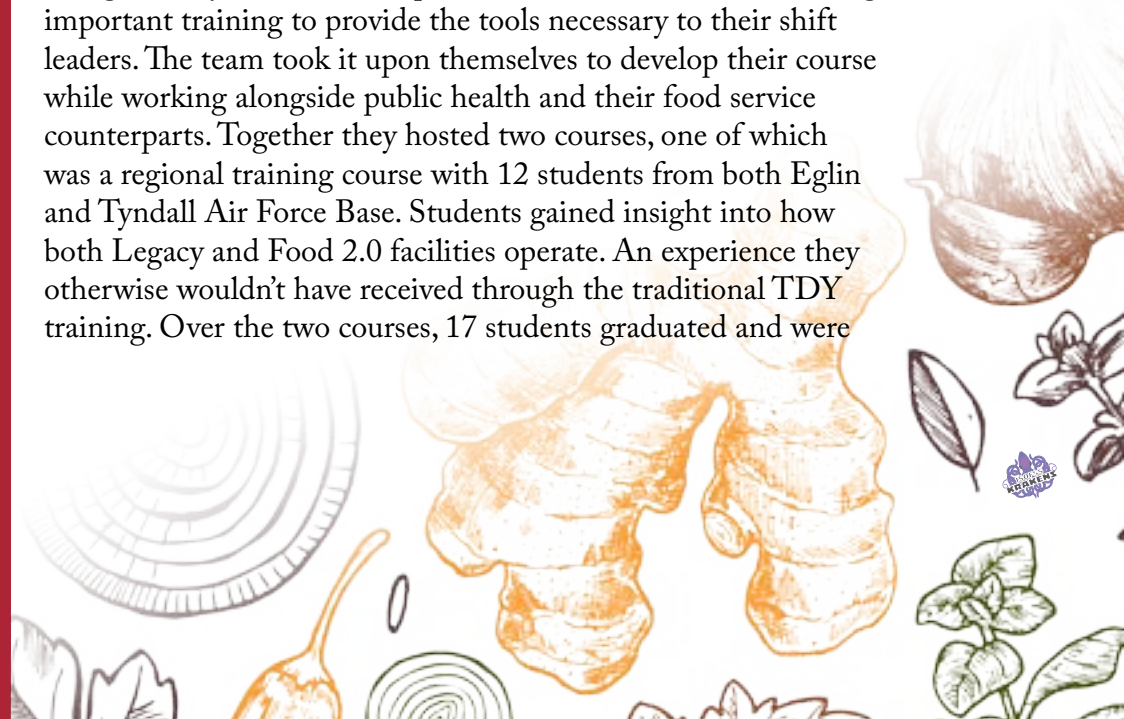 important training to provide the tools necessary to their shift
leaders. The team took it upon themselves to develop their course
while working alongside public health and their food service
counterparts. Together they hosted two courses, one of which
was a regional training course with 12 students from both Eglin
and Tyndall Air Force Base. Students gained insight into how
both Legacy and Food 2.0 facilities operate. An experience they
otherwise wouldn’t have received through the traditional TDY
training. Over the two courses, 17 students graduated and were
KRAKENS